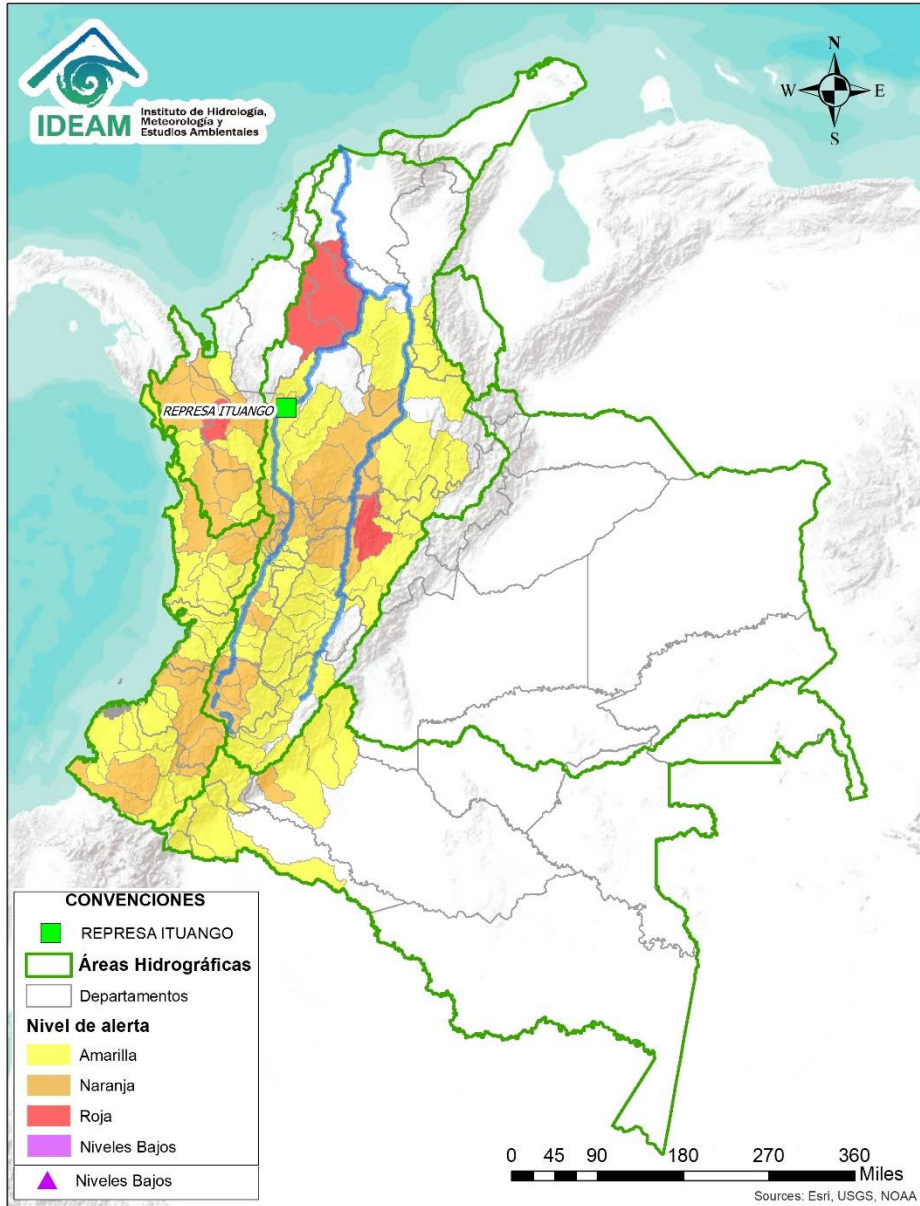 IDEAM
Instituto de Hidrología,
Meteorología y
Estudios Ambientales
N
W
E
S
REPRESA ITUANGO
CONVENCIONES
REPRESA ITUANGO
Áreas Hidrográficas
Departamentos
Nivel de alerta
Amarilla
Naranja
Roja
Niveles Bajos
Niveles Bajos
0 45 90 180 270 360
Miles
Sources: Esri, USGS, NOAA